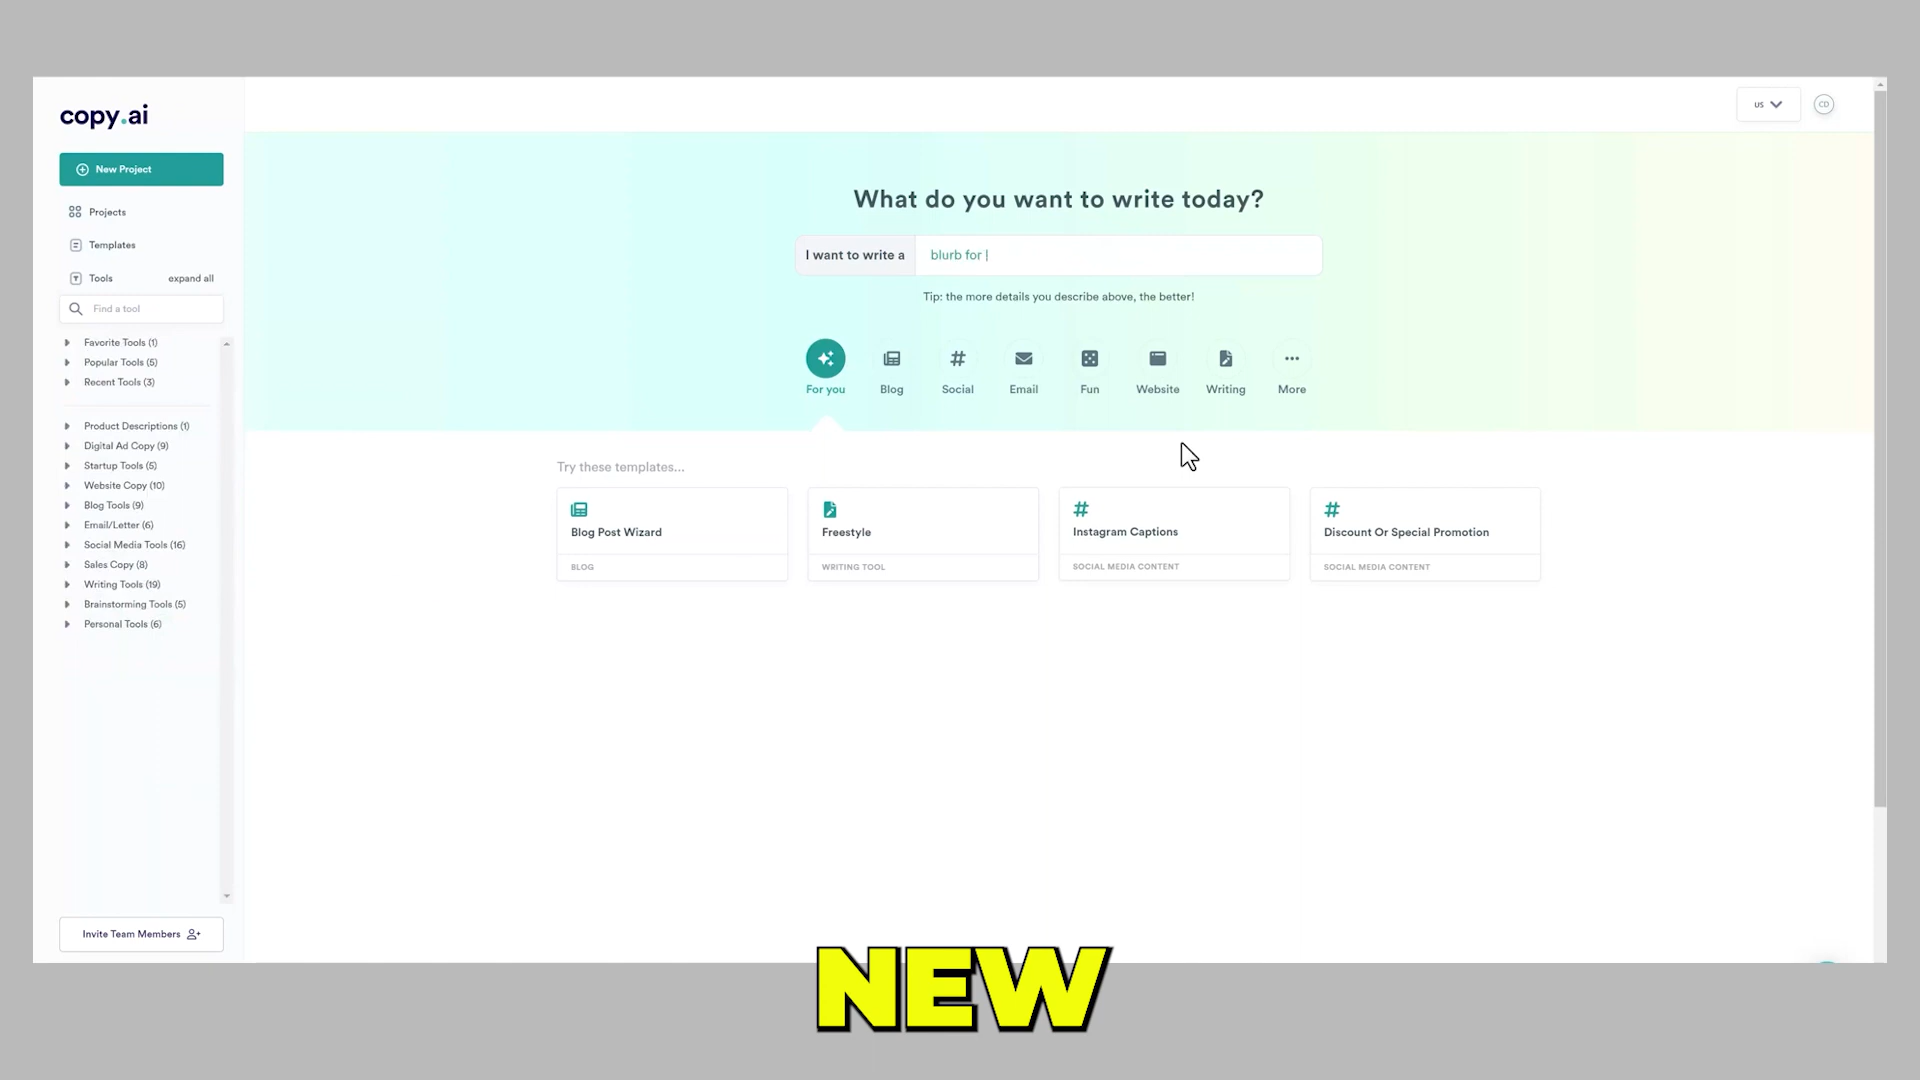 copy.ai
US
CD
New Project
Projects
Templates
Tools
expand all
Find a tool
Favorite Tools (1)
Popular Tools (5)
Recent Tools (3)
Product Descriptions (1)
Digital Ad Copy (9)
Startup Tools (5)
Website Copy (10)
Blog Tools (9)
Email/Letter (6)
Social Media Tools (16)
Sales Copy (8)
Writing Tools (19)
Brainstorming Tools (5)
Personal Tools (6)
Invite Team Members
What do you want to write today?
I want to write a
blurb for |
Tip: the more details you describe above, the better!
For you
Blog
Social
Email
Fun
Website
Writing
More
Try these templates...
Blog Post Wizard
BLOG
Freestyle
WRITING TOOL
Instagram Captions
SOCIAL MEDIA CONTENT
Discount Or Special Promotion
SOCIAL MEDIA CONTENT
NEW